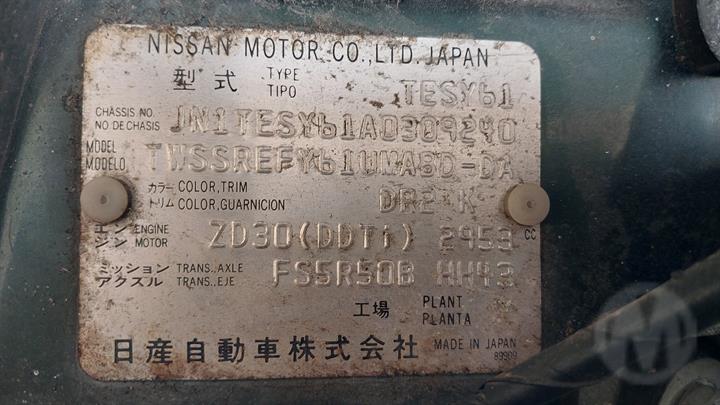 NISSAN MOTOR CO., LTD. JAPAN
型式 TYPE TIPO TESY61
CHASSIS NO. NO DE CHASIS JN1TESY61A0309240
MODEL MODELO TWSSREFY61UMA8D-DA
カラー COLOR, TRIM
トリム COLOR, GUARNICION
エンジン ENGINE MOTOR ZD30(DDTi) 2953 CC
ミッション TRANS., AXLE
アクスル TRANS., EJE FS5R50B HH43
工場 PLANT PLANTA
日産自動車株式会社 MADE IN JAPAN
89909
M